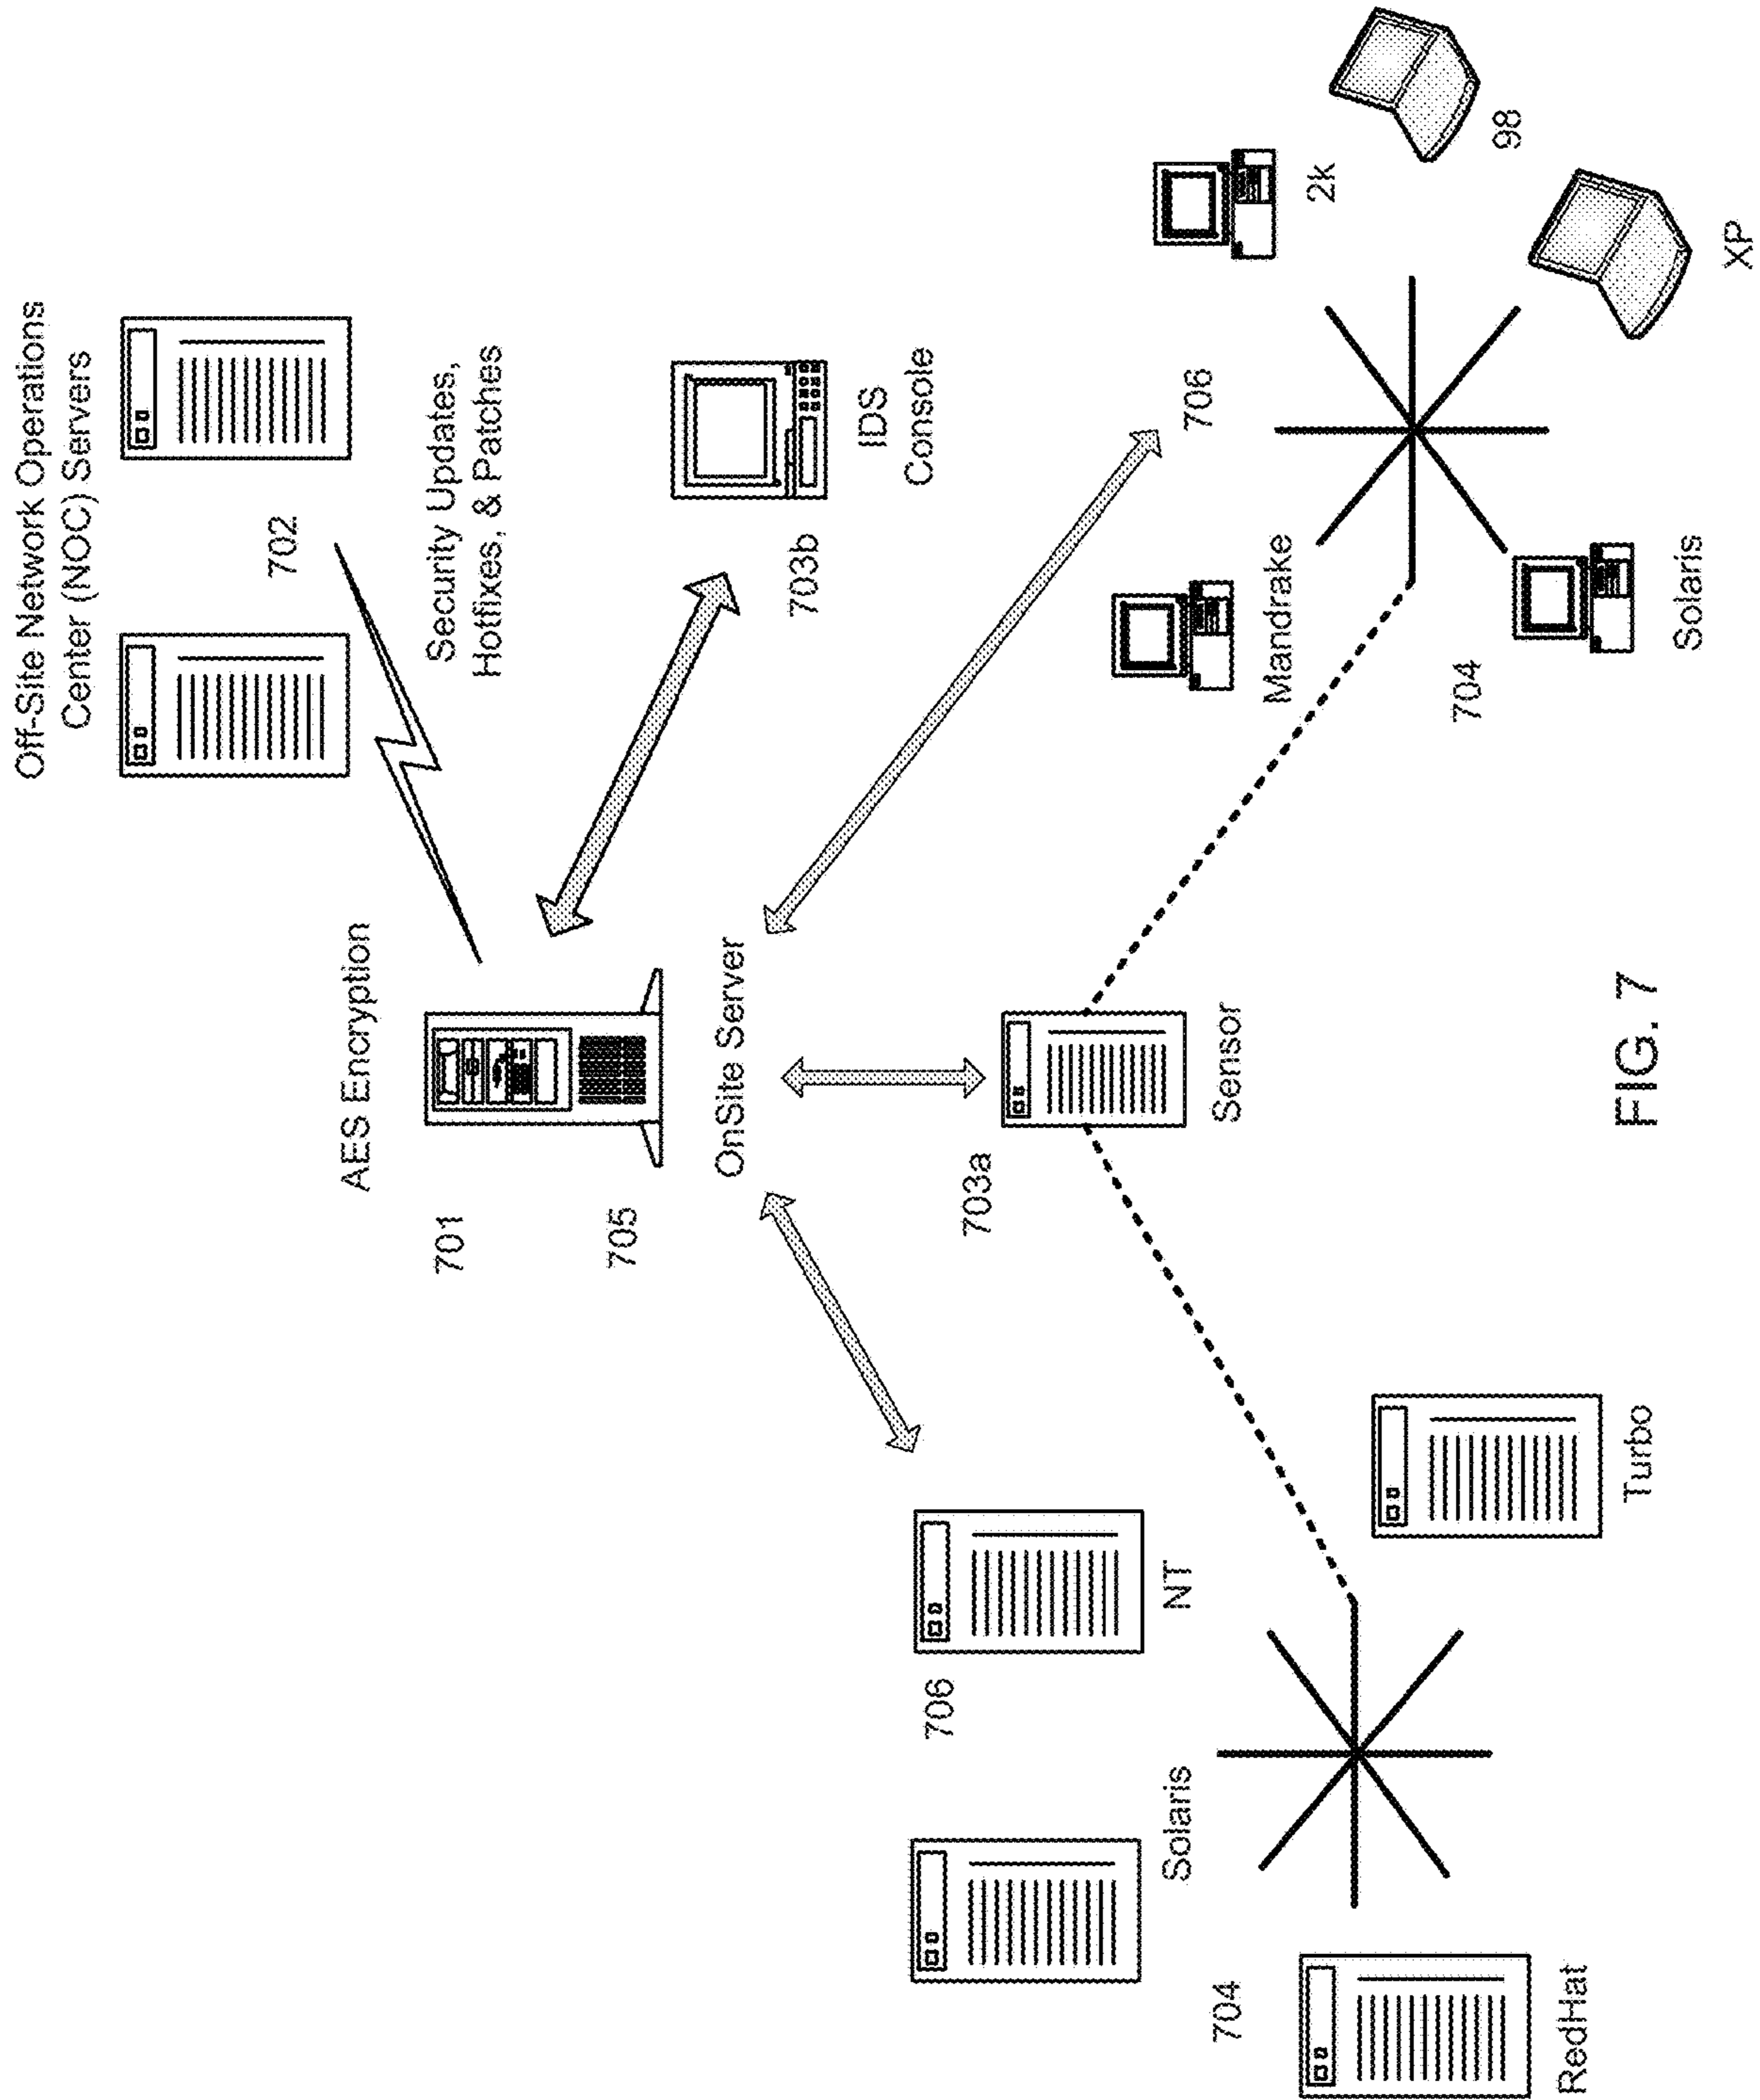 Off-Site Network Operations
Center (NOC) Servers
702
AES Encryption
701
Security Updates,
Hotfixes, & Patches
705
OnSite Server
703b
IDS
Console
703a
Sensor
706
NT
706
2k
98
Mandrake
XP
Solaris
704
Turbo
704
Solaris
RedHat
FIG. 7